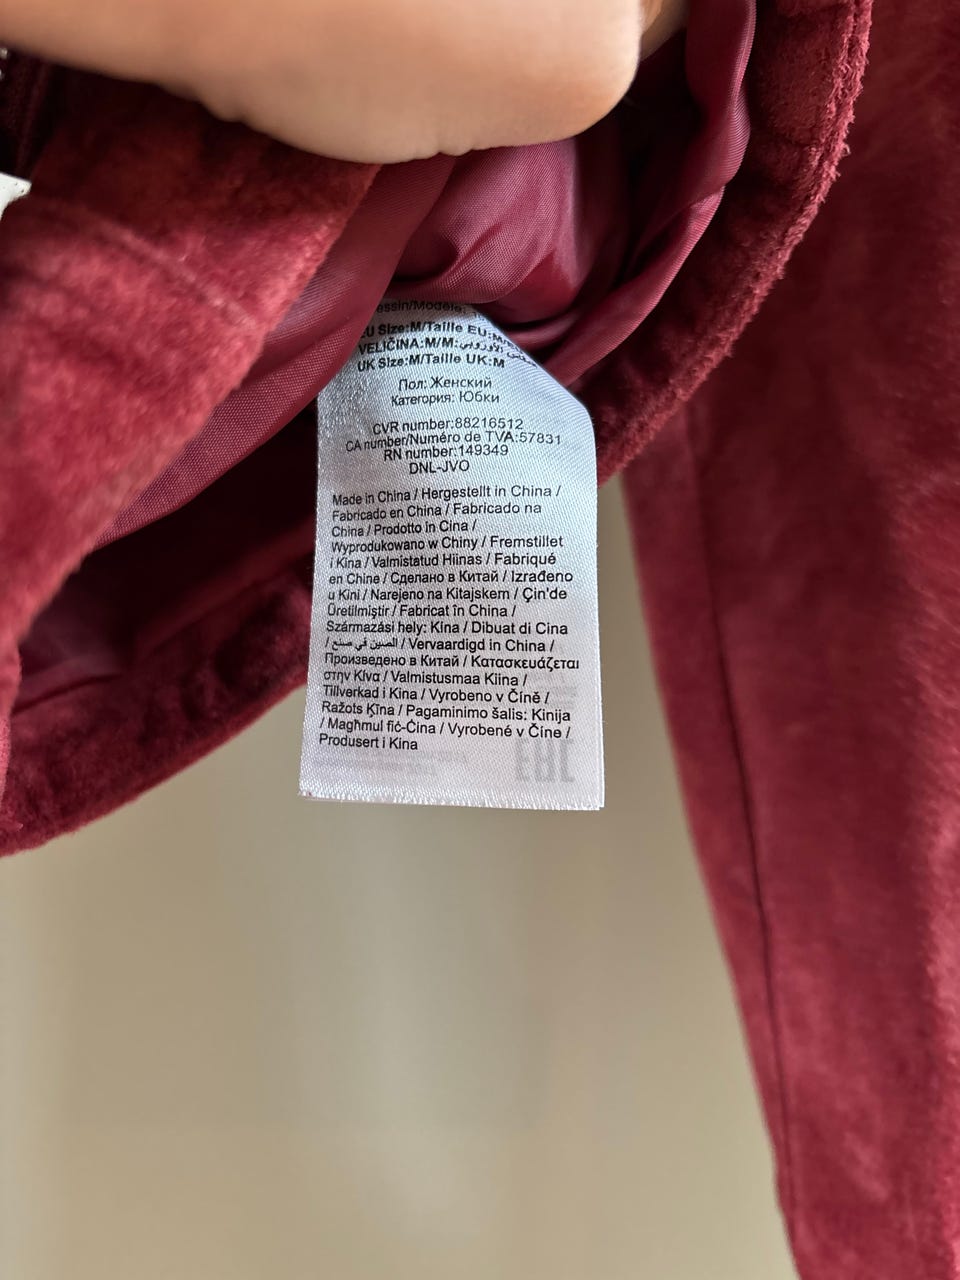 essin/Modèle:
EU Size:M/Taille EU:M/
VELIČINA:M/M:مقاس الأوروبي
UK Size:M/Taille UK:M
Пол: Женский
Категория: Юбки
CVR number:88216512
CA number/Numéro de TVA:57831
RN number:149349
DNL-JVO
Made in China / Hergestellt in China /
Fabricado en China / Fabricado na
China / Prodotto in Cina /
Wyprodukowano w Chiny / Fremstillet
i Kina / Valmistatud Hiinas / Fabriqué
en Chine / Сделано в Китай / Izrađeno
u Kini / Narejeno na Kitajskem / Çin'de
Üretilmiştir / Fabricat în China /
Származási hely: Kína / Dibuat di Cina
/ الصين في صنع / Vervaardigd in China /
Произведено в Китай / Κατασκευάζεται
στην Κίνα / Valmistusmaa Kiina /
Tillverkad i Kina / Vyrobeno v Číně /
Ražots Ķīna / Pagaminimo šalis: Kinija
/ Magħmul fiċ-Ċina / Vyrobené v Číne /
Produsert i Kina